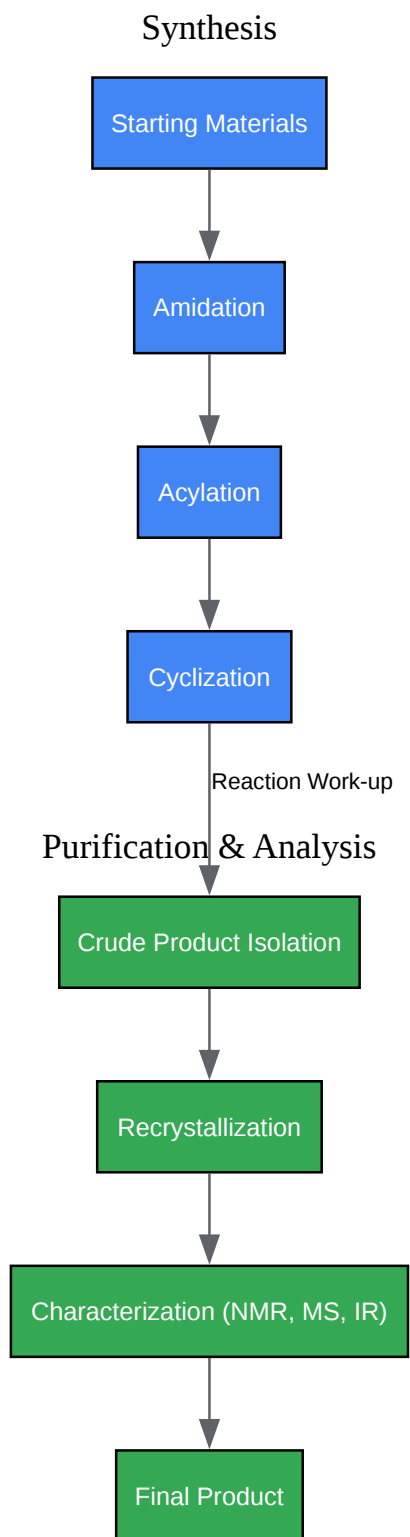 Synthesis
Starting Materials
Amidation
Acylation
Cyclization
Reaction Work-up
Purification & Analysis
Crude Product Isolation
Recrystallization
Characterization (NMR, MS, IR)
Final Product